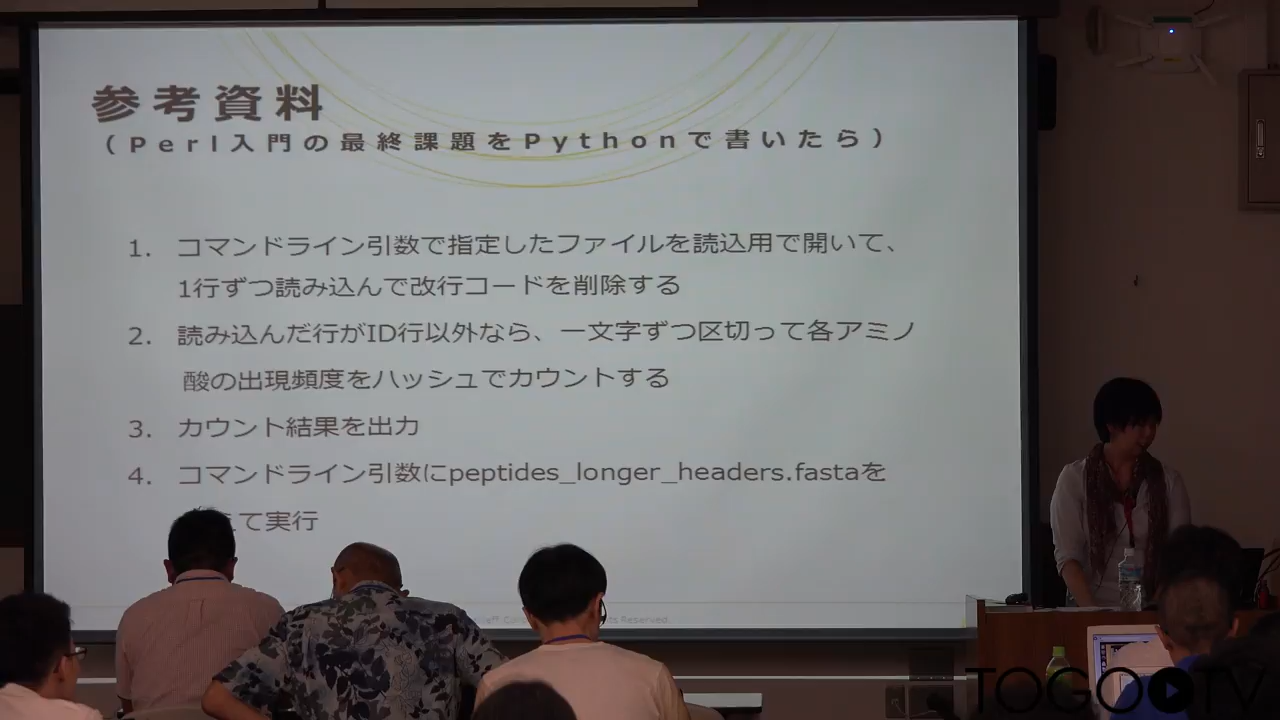 参考資料
（Perl入門の最終課題をPythonで書いたら）
1. コマンドライン引数で指定したファイルを読込用で開いて、
1行ずつ読み込んで改行コードを削除する
2. 読み込んだ行がID行以外なら、一文字ずつ区切って各アミノ
酸の出現頻度をハッシュでカウントする
3. カウント結果を出力
4. コマンドライン引数にpeptides_longer_headers.fastaを
て実行
Reserved.
TOGO TV